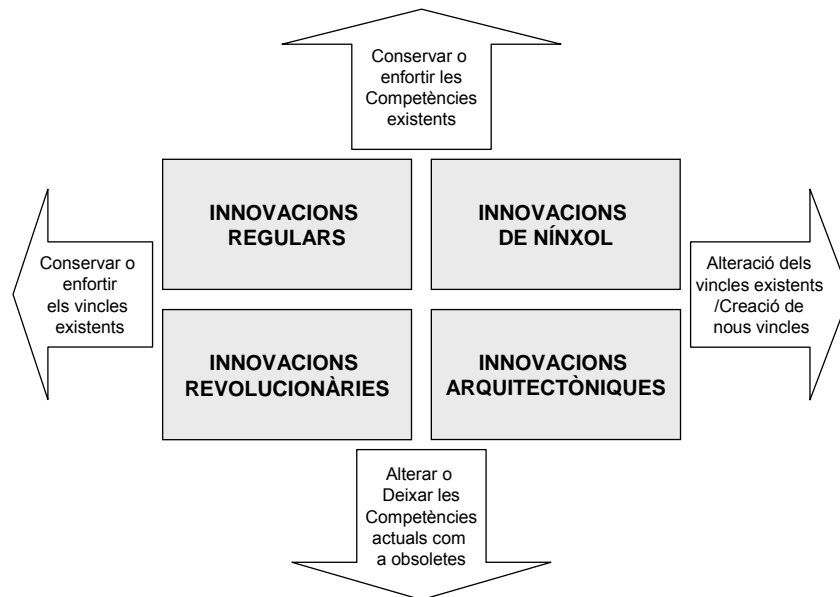 Conservar o
enfortir les
Competències
existents
INNOVACIONS
REGULARS
INNOVACIONS
DE NÍNXOL
Conservar o
enfortir
els vincles
existents
Alteració dels
vincles existents
/Creació de
nous vincles
INNOVACIONS
REVOLUCIONÀRIES
INNOVACIONS
ARQUITECTÒNIQUES
Alterar o
Deixar les
Competències
actuals com
a obsoletes